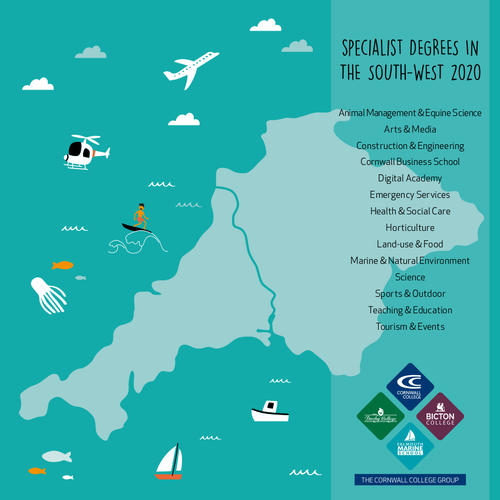 SPECIALIST DEGREES IN
THE SOUTH-WEST 2020
Animal Management & Equine Science
Arts & Media
Construction & Engineering
Cornwall Business School
Digital Academy
Emergency Services
Health & Social Care
Horticulture
Land-use & Food
Marine & Natural Environment
Science
Sports & Outdoor
Teaching & Education
Tourism & Events
CORNWALL
COLLEGE
Duchy College
BICTON
COLLEGE
FALMOUTH
MARINE
SCHOOL
THE CORNWALL COLLEGE GROUP